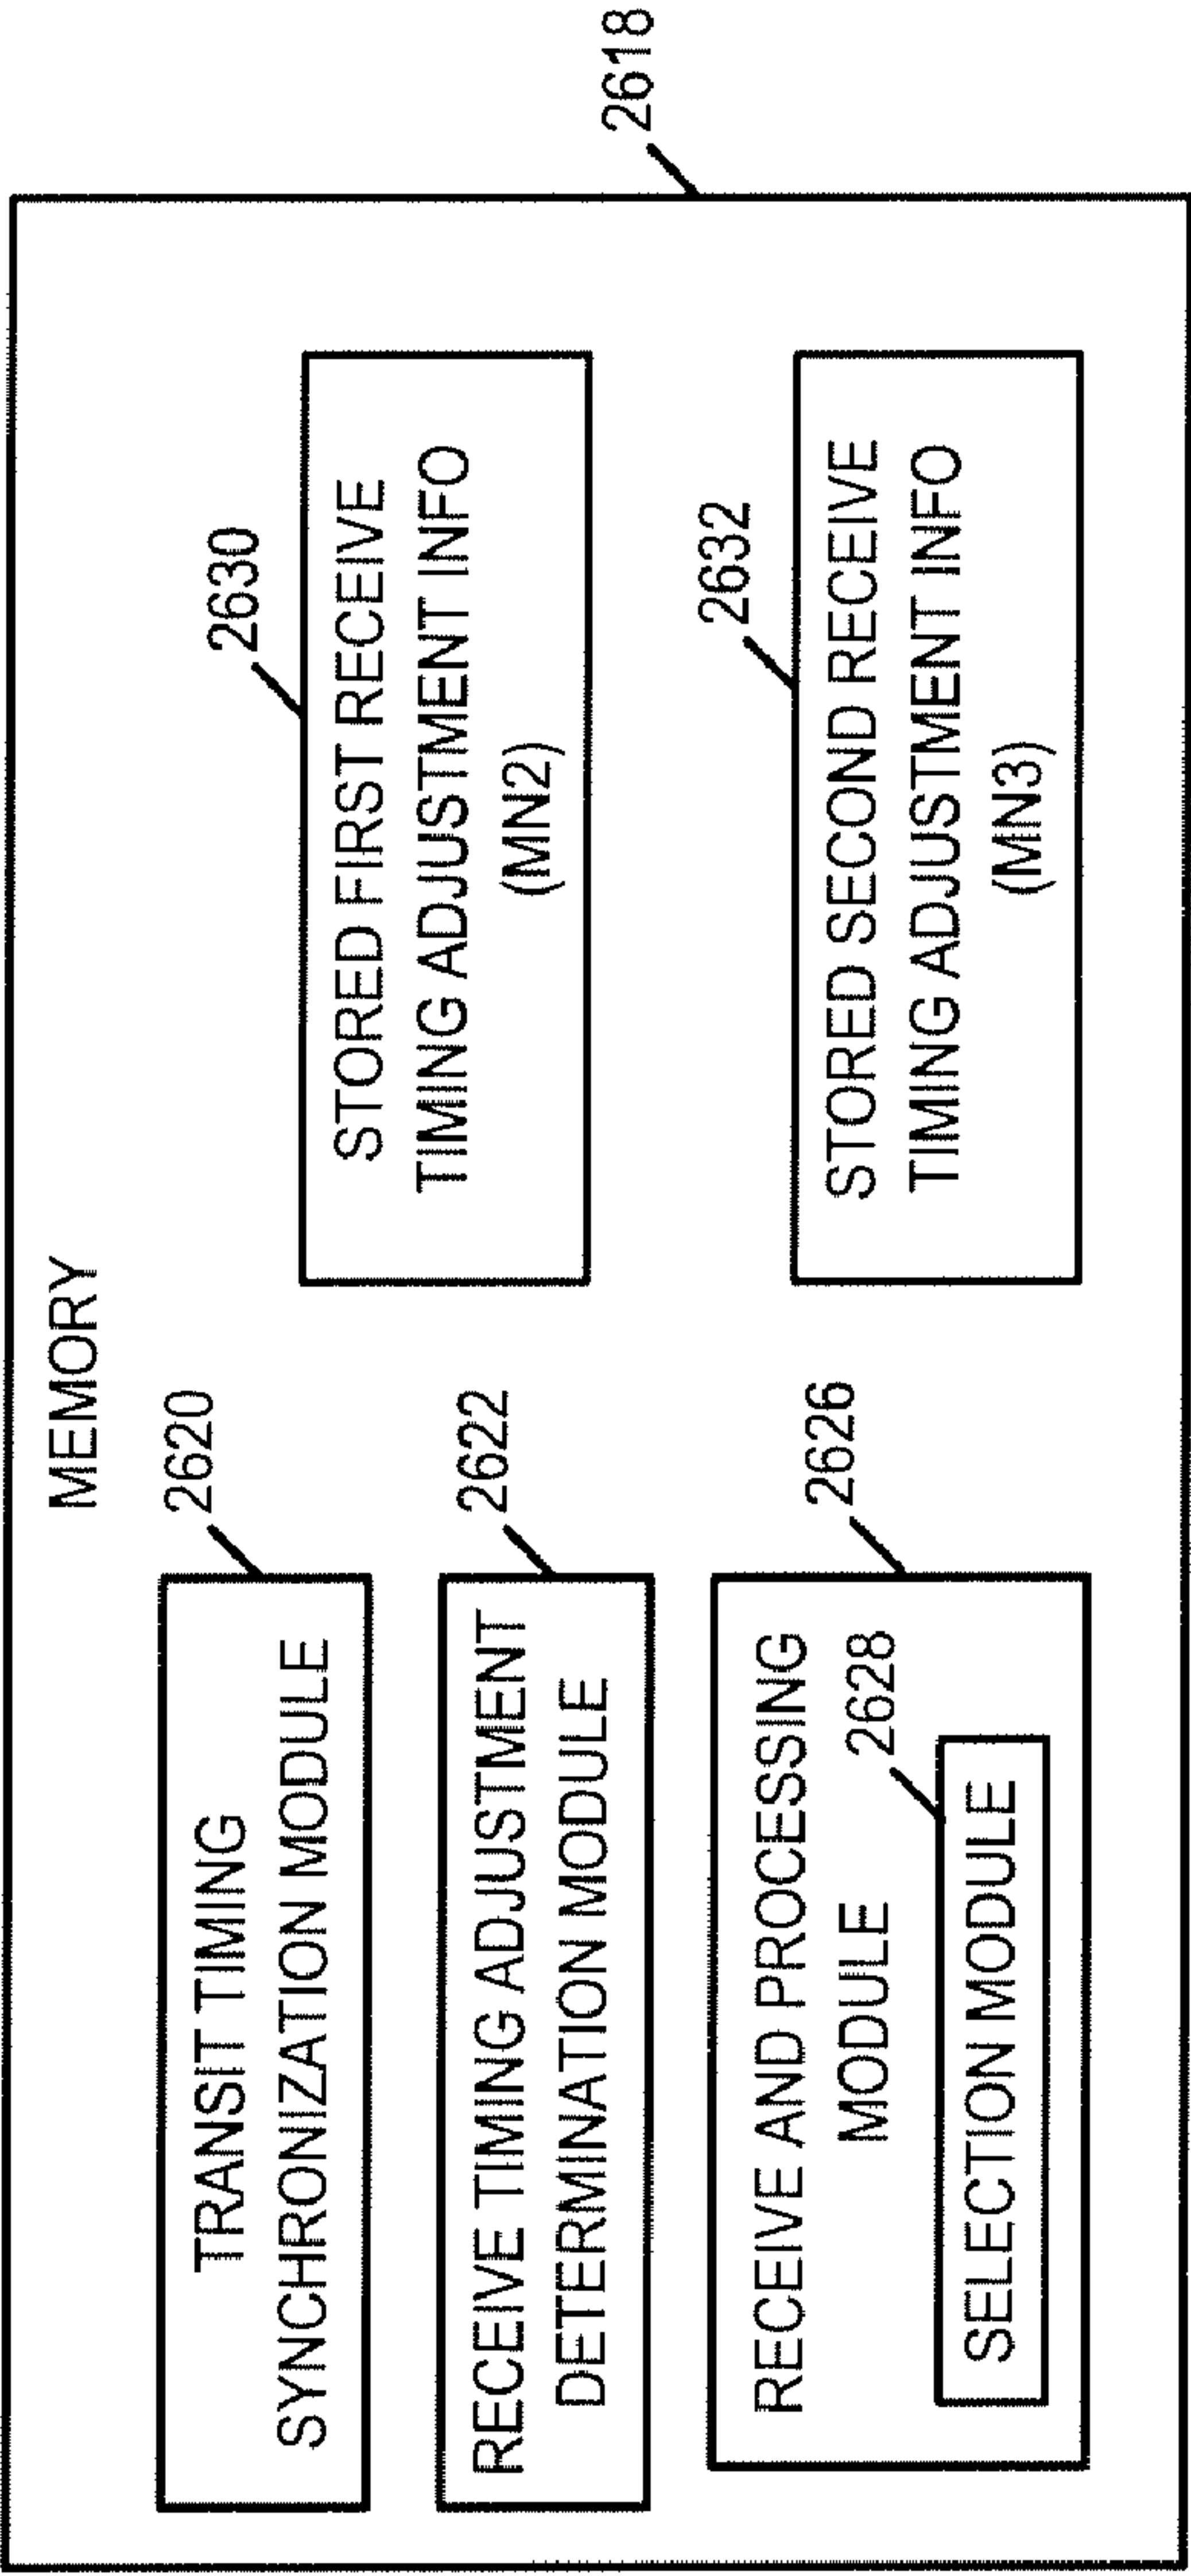 MEMORY
2618
2620
TRANSIT TIMING
SYNCHRONIZATION MODULE
2622
RECEIVE TIMING ADJUSTMENT
DETERMINATION MODULE
2626
RECEIVE AND PROCESSING
MODULE
2628
SELECTION MODULE
2630
STORED FIRST RECEIVE
TIMING ADJUSTMENT INFO
(MN2)
2632
STORED SECOND RECEIVE
TIMING ADJUSTMENT INFO
(MN3)